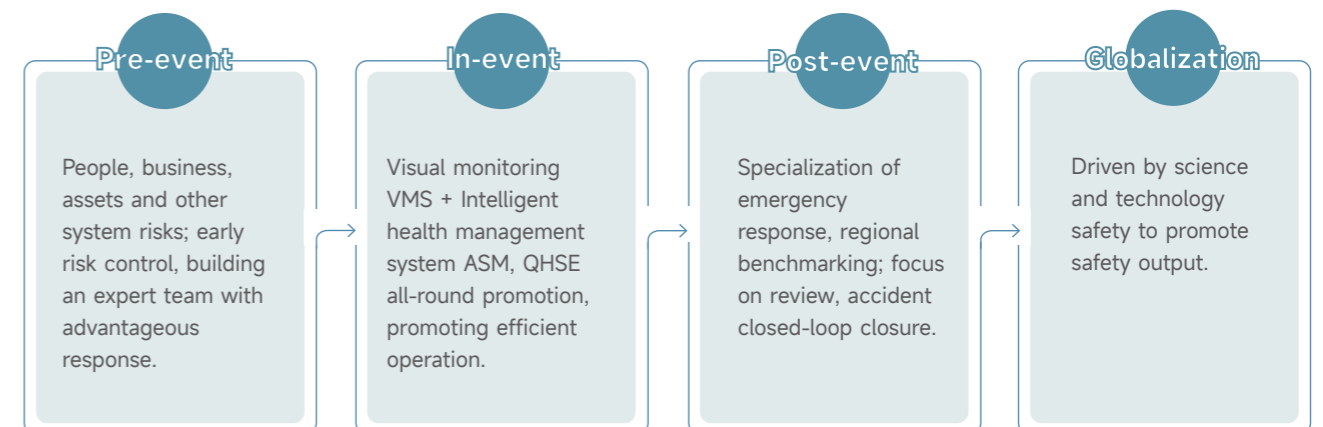 Pre-event
People, business,
assets and other
system risks; early
risk control, building
an expert team with
advantageous
response.
In-event
Visual monitoring
VMS + Intelligent
health management
system ASM, QHSE
all-round promotion,
promoting efficient
operation.
Post-event
Specialization of
emergency
response, regional
benchmarking; focus
on review, accident
closed-loop closure.
Globalization
Driven by science
and technology
safety to promote
safety output.